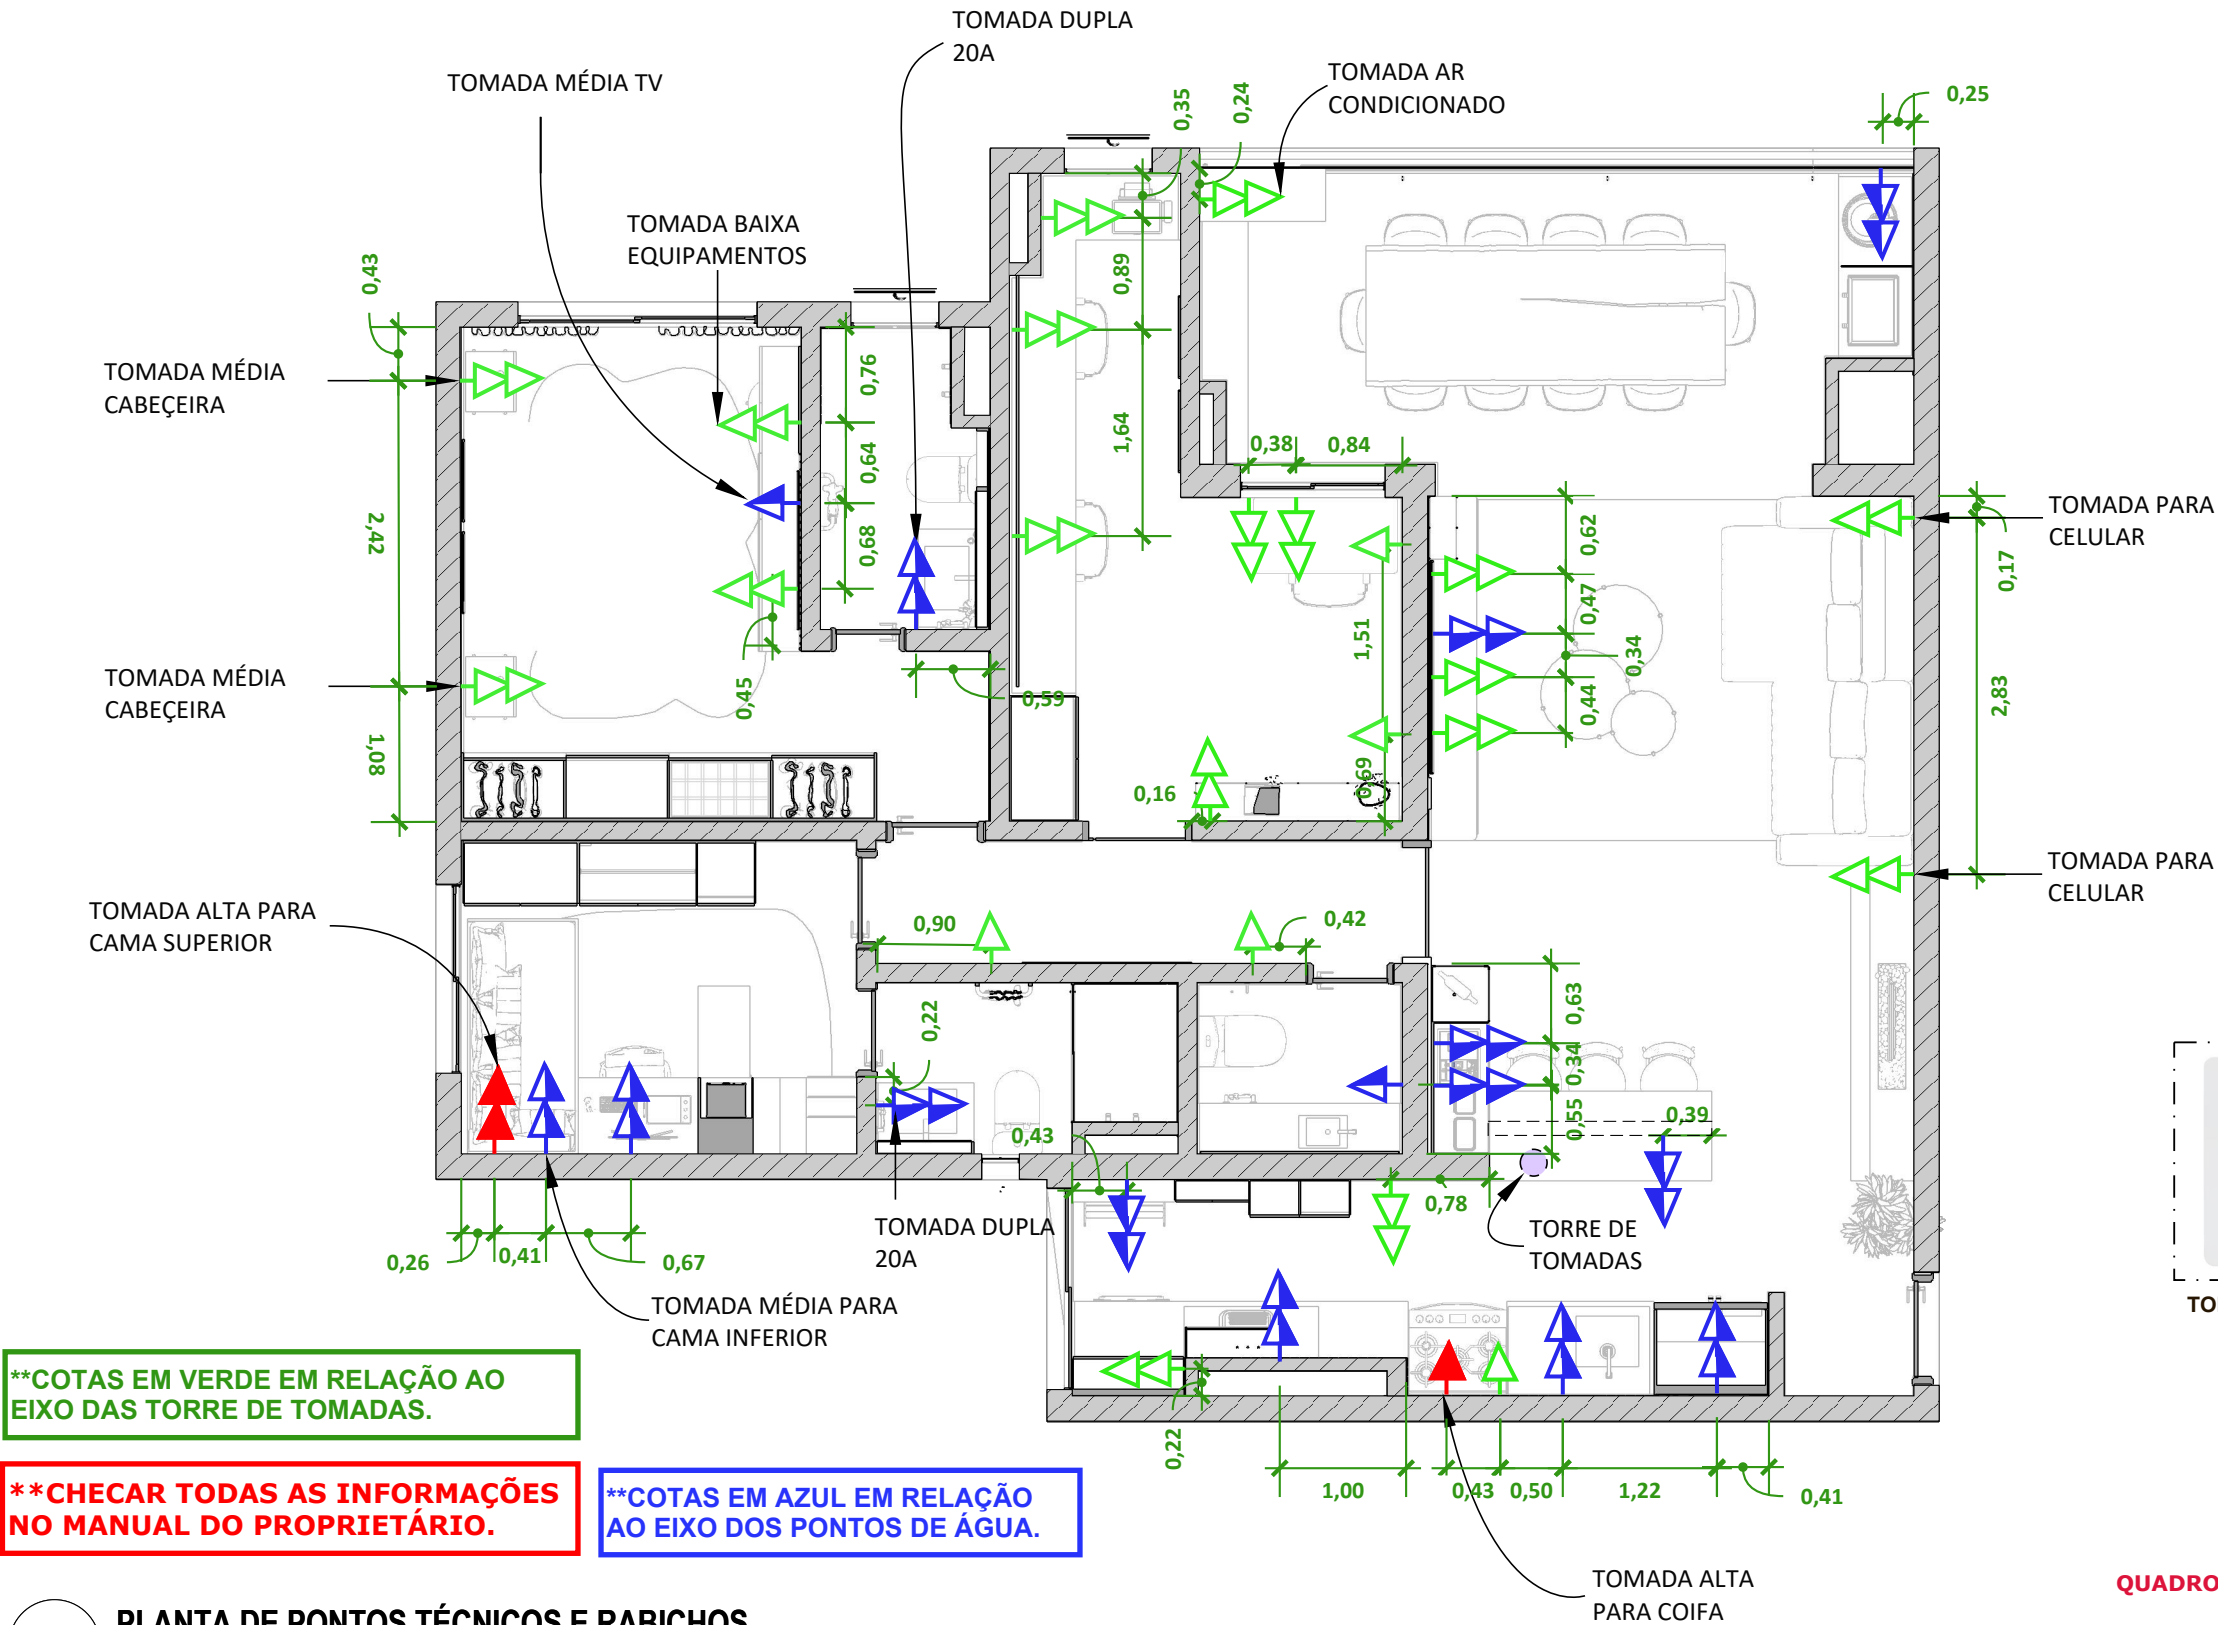 TOMADA DUPLA
20A
TOMADA MÉDIA TV
TOMADA AR
CONDICIONADO
0,35
0,24
0,25
TOMADA BAIXA
EQUIPAMENTOS
0,43
0,89
TOMADA MÉDIA
CABEÇEIRA
0,76
1,64
0,38
0,84
0,64
2,42
0,62
TOMADA PARA
CELULAR
0,68
0,17
0,47
1,51
0,34
TOMADA MÉDIA
CABEÇEIRA
0,45
0,59
0,44
2,83
1,08
0,69
0,16
TOMADA PARA
CELULAR
TOMADA ALTA PARA
CAMA SUPERIOR
0,90
0,42
0,22
0,63
0,34
0,55
0,39
0,43
0,78
TOMADA DUPLA
20A
TORRE DE
TOMADAS
0,26
0,41
0,67
TOMADA MÉDIA PARA
CAMA INFERIOR
TO
**COTAS EM VERDE EM RELAÇÃO AO
EIXO DAS TORRE DE TOMADAS.
0,22
1,00
0,43
0,50
1,22
0,41
**CHECAR TODAS AS INFORMAÇÕES
NO MANUAL DO PROPRIETÁRIO.
**COTAS EM AZUL EM RELAÇÃO
AO EIXO DOS PONTOS DE ÁGUA.
TOMADA ALTA
PARA COIFA
QUADRO
PLANTA DE PONTOS TÉCNICOS E RABICHOS